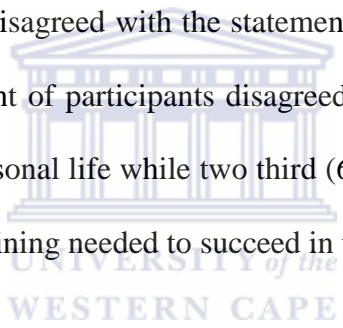 isagreed with the statement
nt of participants disagreed
sonal life while two third (6
ining needed to succeed in
UNIVERSITY of the
WESTERN CAPE